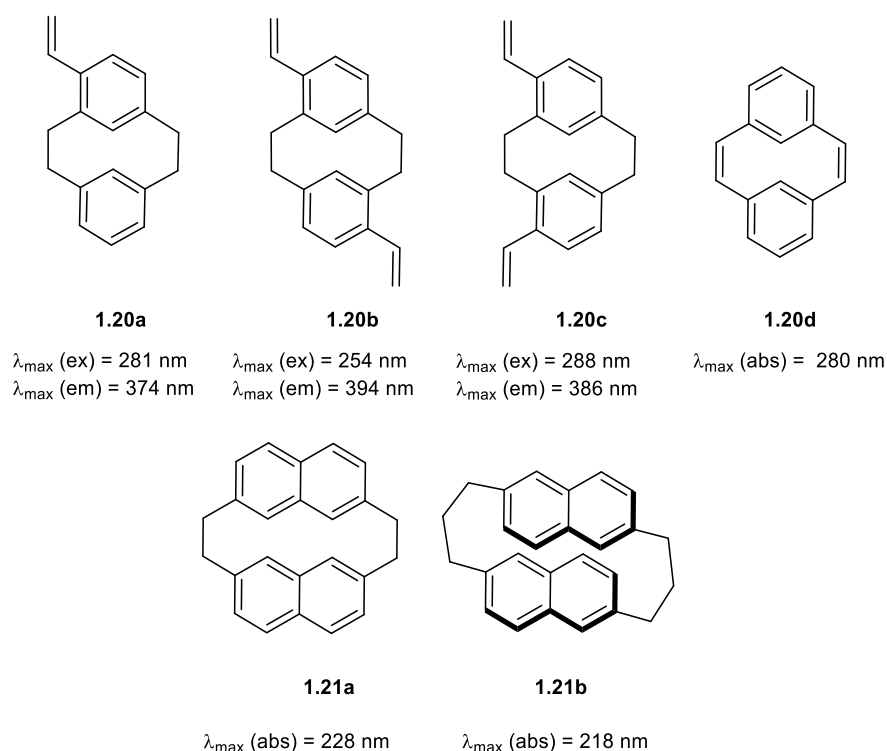 1.20a 1.20b 1.20c 1.20d
λmax (ex) = 281 nm λmax (ex) = 254 nm λmax (ex) = 288 nm λmax (abs) = 280 nm
λmax (em) = 374 nm λmax (em) = 394 nm λmax (em) = 386 nm
1.21a 1.21b
λmax (abs) = 228 nm λmax (abs) = 218 nm